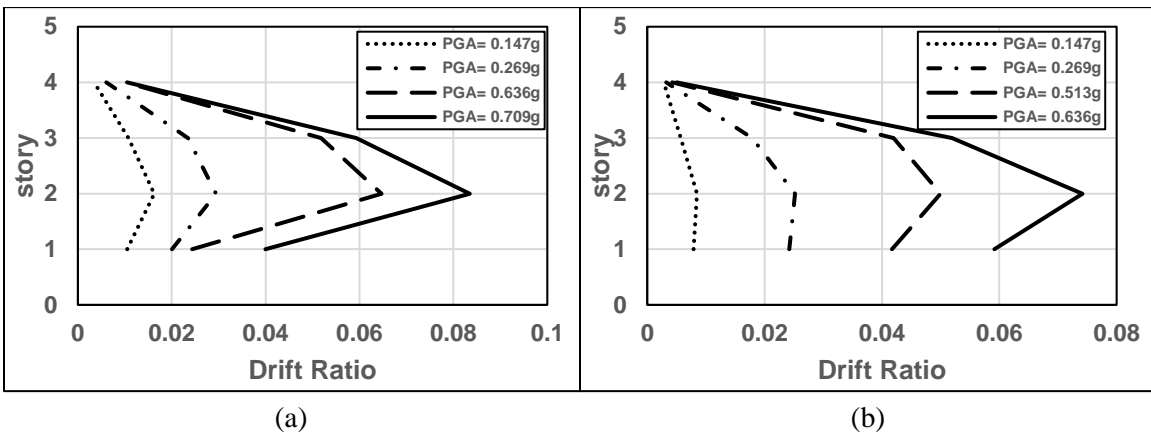 5
4
3
2
1
0
story
PGA= 0.147g
PGA= 0.269g
PGA= 0.636g
PGA= 0.709g
0 0.02 0.04 0.06 0.08 0.1
Drift Ratio
(a)
5
4
3
2
1
0
story
PGA= 0.147g
PGA= 0.269g
PGA= 0.513g
PGA= 0.636g
0 0.02 0.04 0.06 0.08
Drift Ratio
(b)